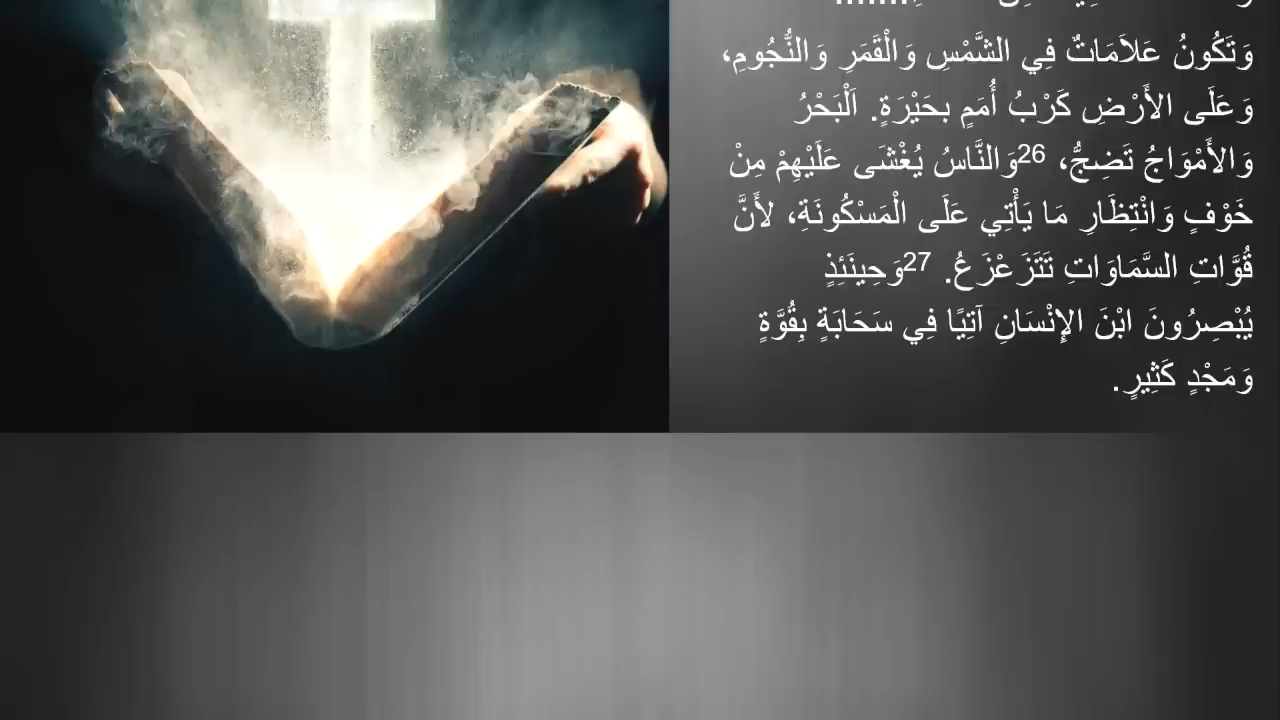 وَتَكُونُ عَلاَمَاتٌ فِي الشَّمْسِ وَالْقَمَرِ وَالنُّجُومِ،
وَعَلَى الأَرْضِ كَرْبُ أُمَمٍ بحَيْرَةٍ. اَلْبَحْرُ
وَالأَمْوَاجُ تَضِجُّ، 26وَالنَّاسُ يُغْشَى عَلَيْهِمْ مِنْ
خَوْفٍ وَانْتِظَارِ مَا يَأْتِي عَلَى الْمَسْكُونَةِ، لأَنَّ
قُوَّاتِ السَّمَاوَاتِ تَتَزَعْزَعُ. 27وَحِينَئِذٍ
يُبْصِرُونَ ابْنَ الإِنْسَانِ آتِيًا فِي سَحَابَةٍ بِقُوَّةٍ
وَمَجْدٍ كَثِيرٍ.